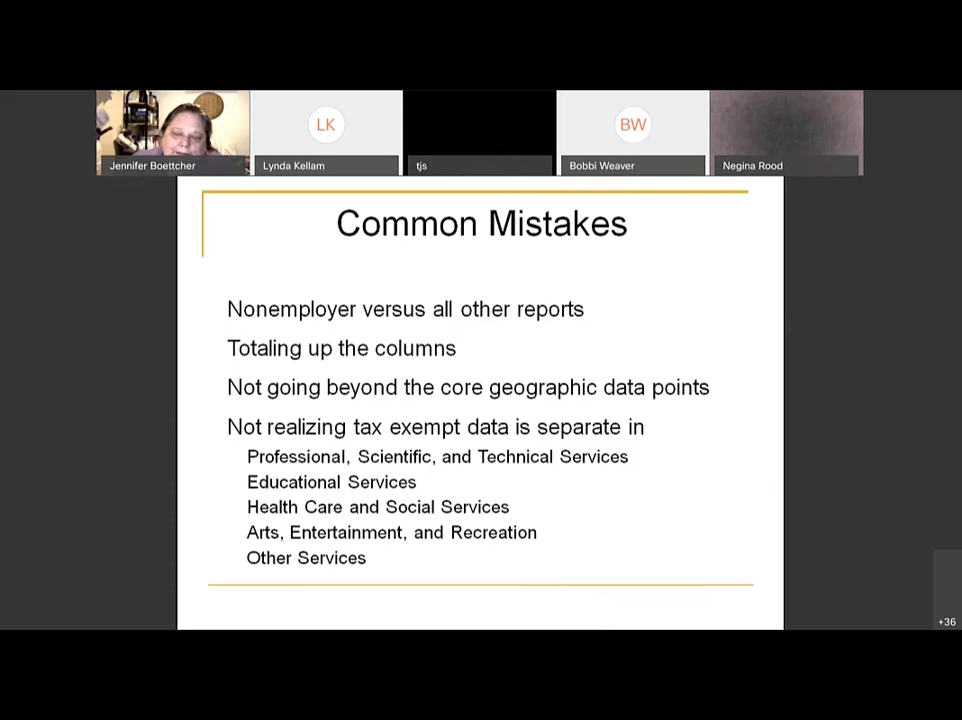 LK
BW
Jennifer Boettcher
Lynda Kellam
tjs
Bobbi Weaver
Negina Rood
Common Mistakes
Nonemployer versus all other reports
Totaling up the columns
Not going beyond the core geographic data points
Not realizing tax exempt data is separate in
Professional, Scientific, and Technical Services
Educational Services
Health Care and Social Services
Arts, Entertainment, and Recreation
Other Services
+36